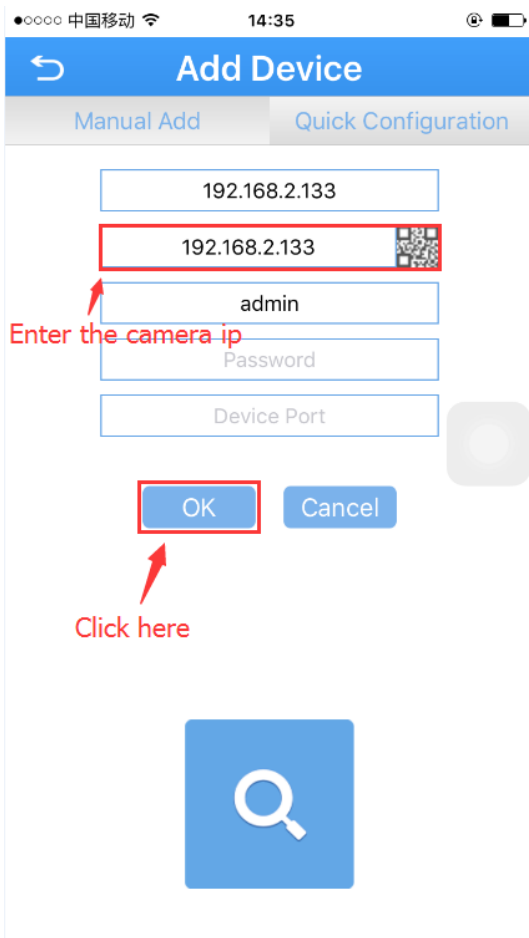 中国移动 14:35
Add Device
Manual Add Quick Configuration
192.168.2.133
192.168.2.133
admin
Enter the camera ip
Password
Device Port
OK Cancel
Click here